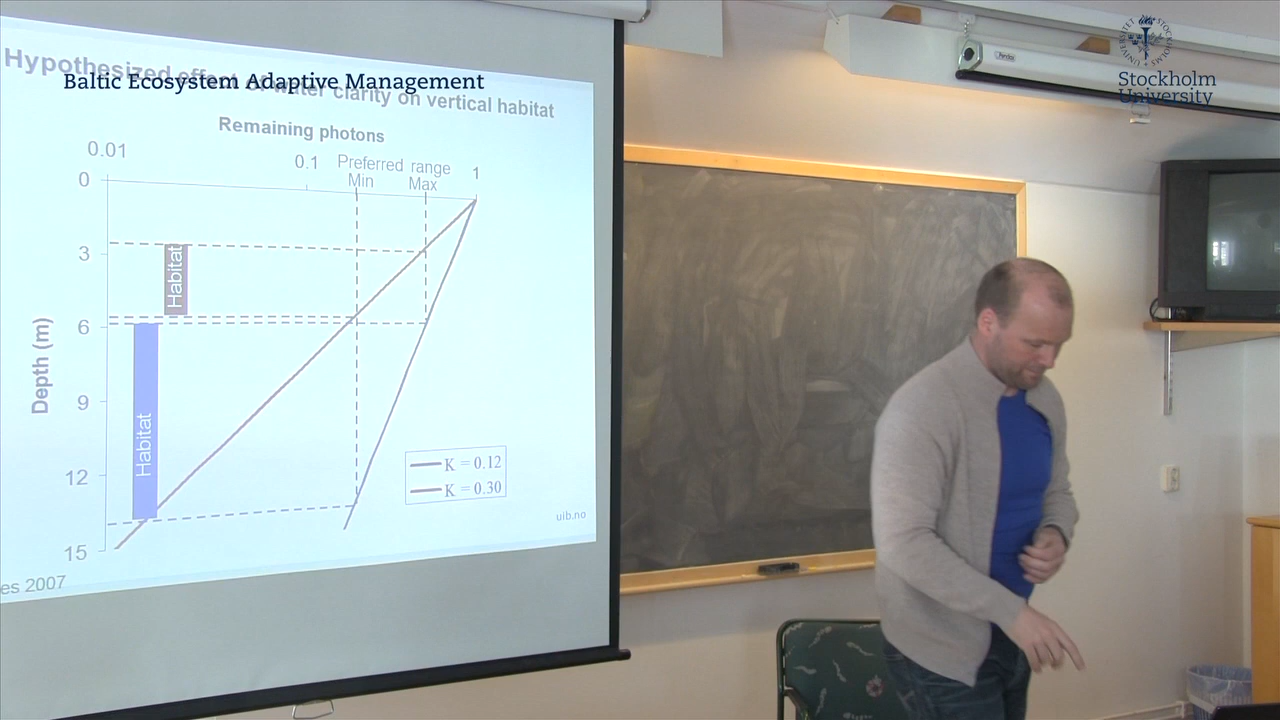 Hypothesized effect of water clarity on vertical habitat
Baltic Ecosystem Adaptive Management
Stockholm
University
Remaining photons
0.01
0.1
Preferred range
1
Min
Max
0
3
6
9
12
15
Depth (m)
Habitat
Habitat
K = 0.12
K = 0.30
uib.no
es 2007